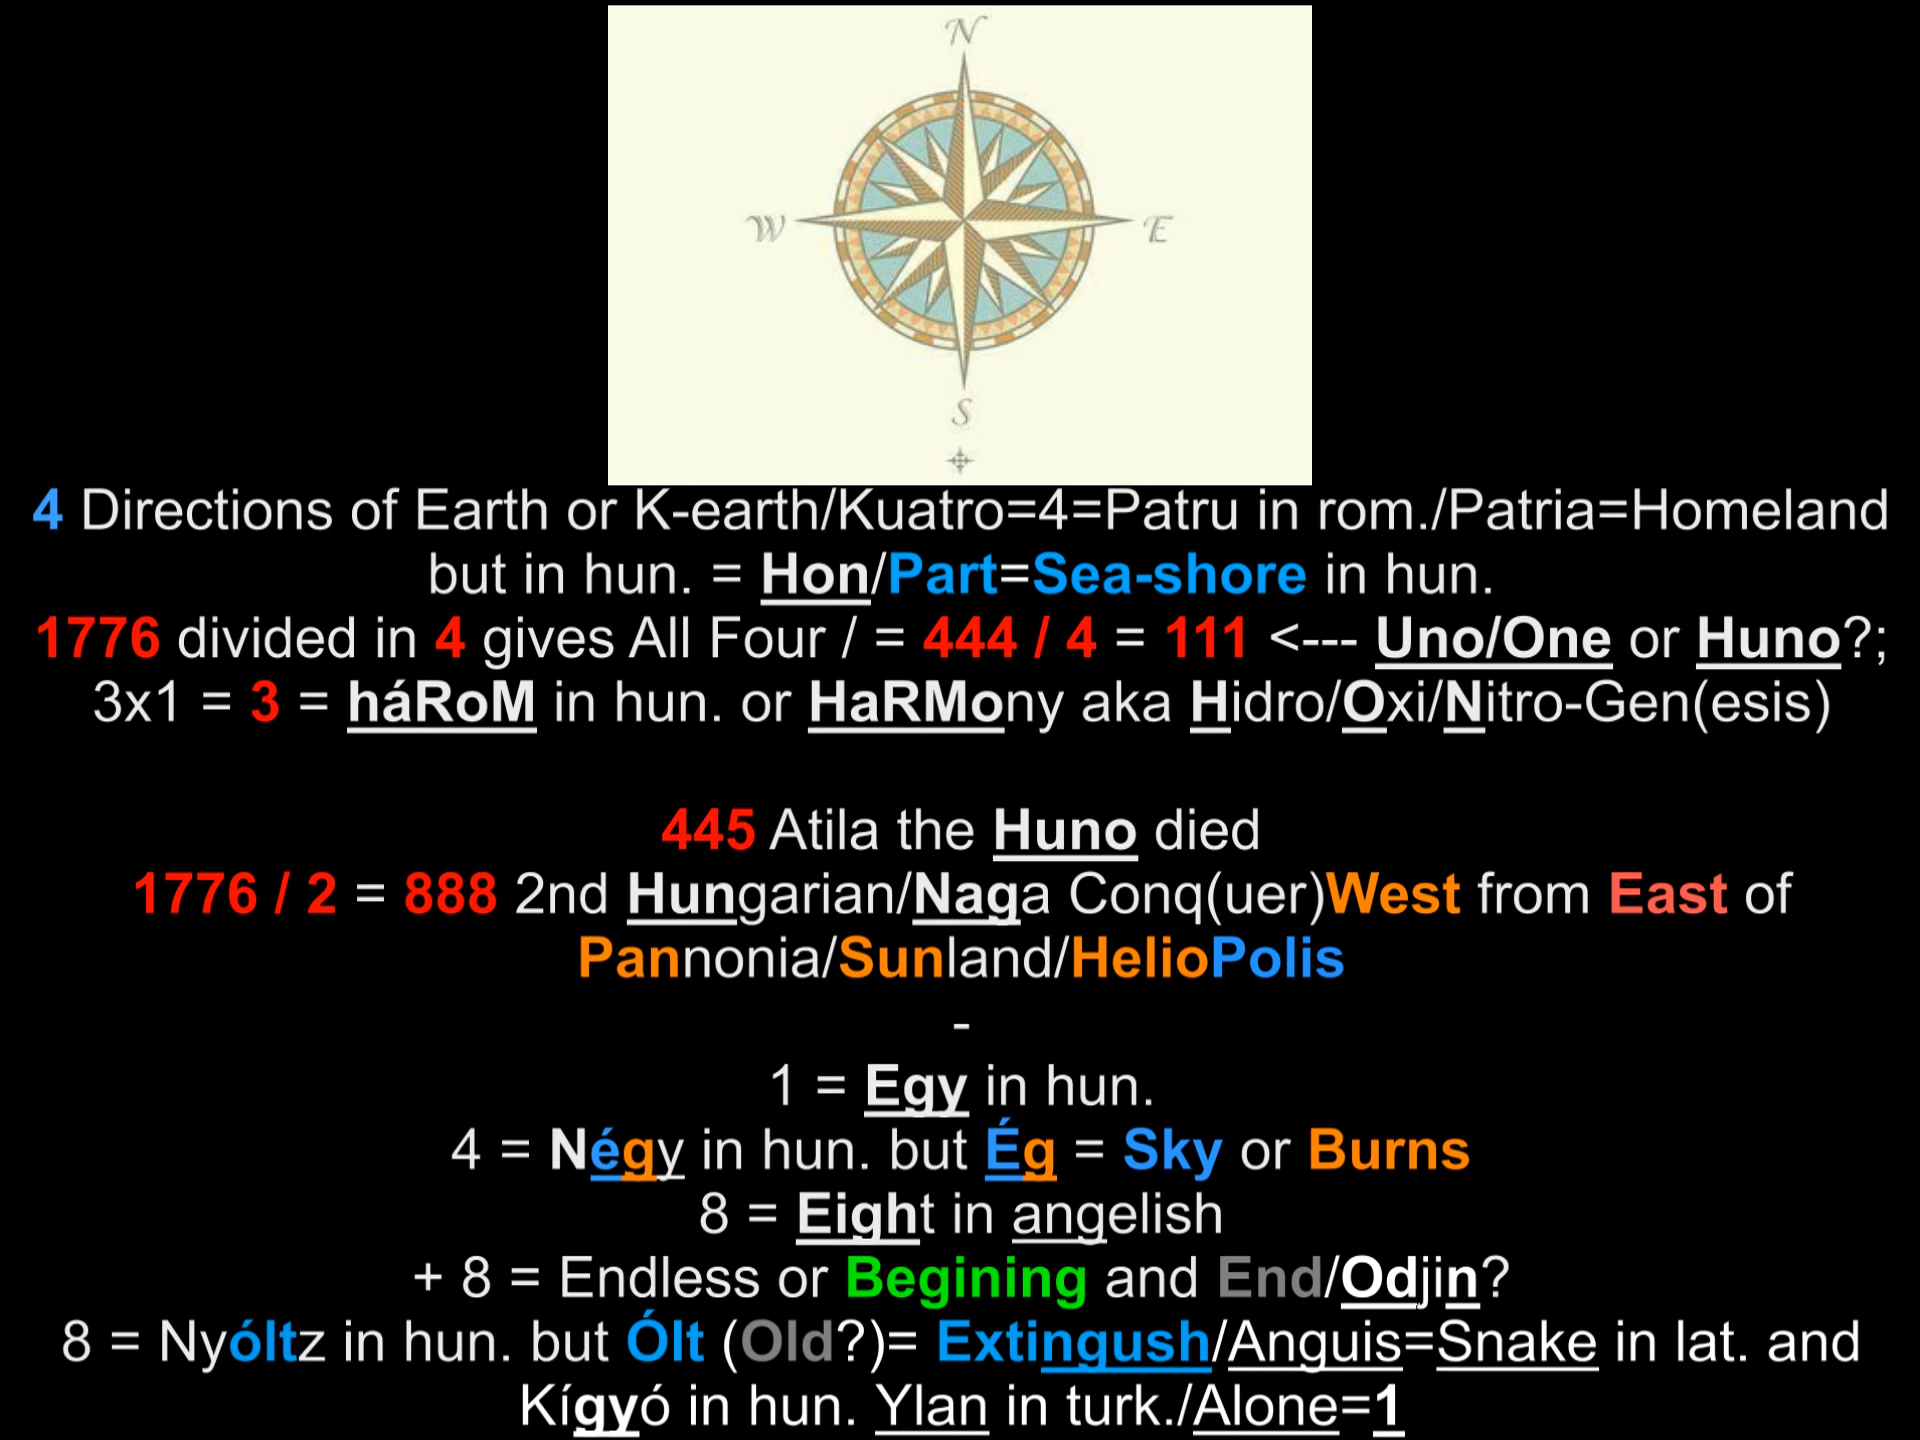 N
W
E
S
4 Directions of Earth or K-earth/Kuatro=4=Patru in rom./Patria=Homeland
but in hun. = Hon/Part=Sea-shore in hun.
1776 divided in 4 gives All Four / = 444 / 4 = 111 <--- Uno/One or Huno?;
3x1 = 3 = háRoM in hun. or HaRMony aka Hidro/Oxi/Nitro-Gen(esis)
445 Atila the Huno died
1776 / 2 = 888 2nd Hungarian/Naga Conq(uer)West from East of
Pannonia/Sunland/HelioPolis
-
1 = Egy in hun.
4 = Négy in hun. but Ég = Sky or Burns
8 = Eight in angelish
+ 8 = Endless or Begining and End/Odjin?
8 = Nyóltz in hun. but Ólt (Old?)= Extingush/Anguis=Snake in lat. and
Kígyó in hun. Ylan in turk./Alone=1